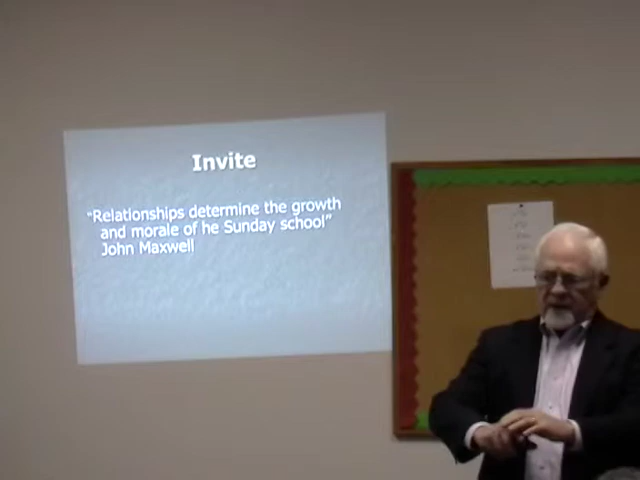 Invite
“Relationships determine the growth
and morale of he Sunday school”
John Maxwell